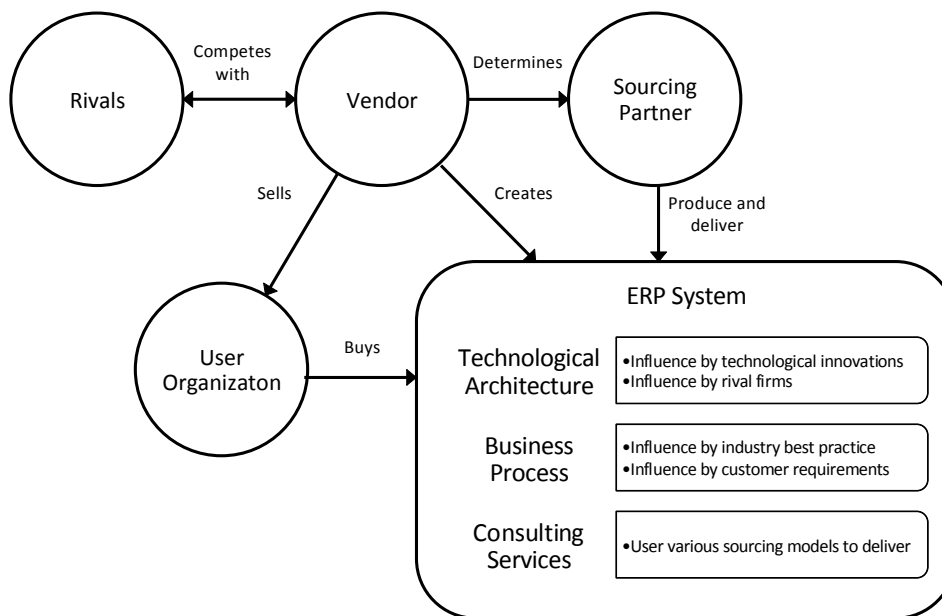 Competes
with
Determines
Rivals
Vendor
Sourcing
Partner
Sells
Creates
Produce and
deliver
ERP System
User
Organizaton
Buys
Technological
Architecture
•Influence by technological innovations
•Influence by rival firms
Business
Process
•Influence by industry best practice
•Influence by customer requirements
Consulting
Services
•User various sourcing models to deliver